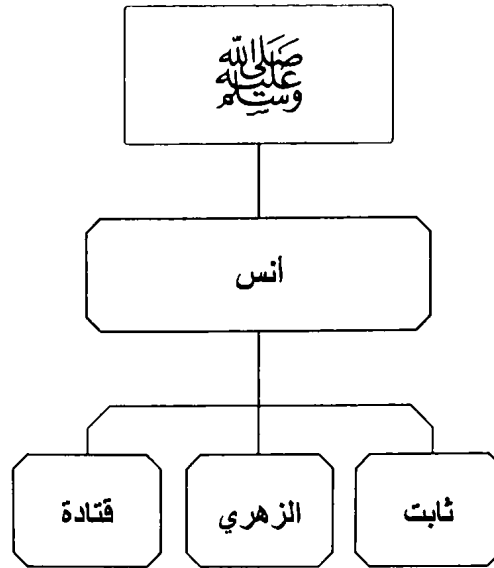 صلى الله
عليه
وسلم
أنس
ثابت الزهري قتادة